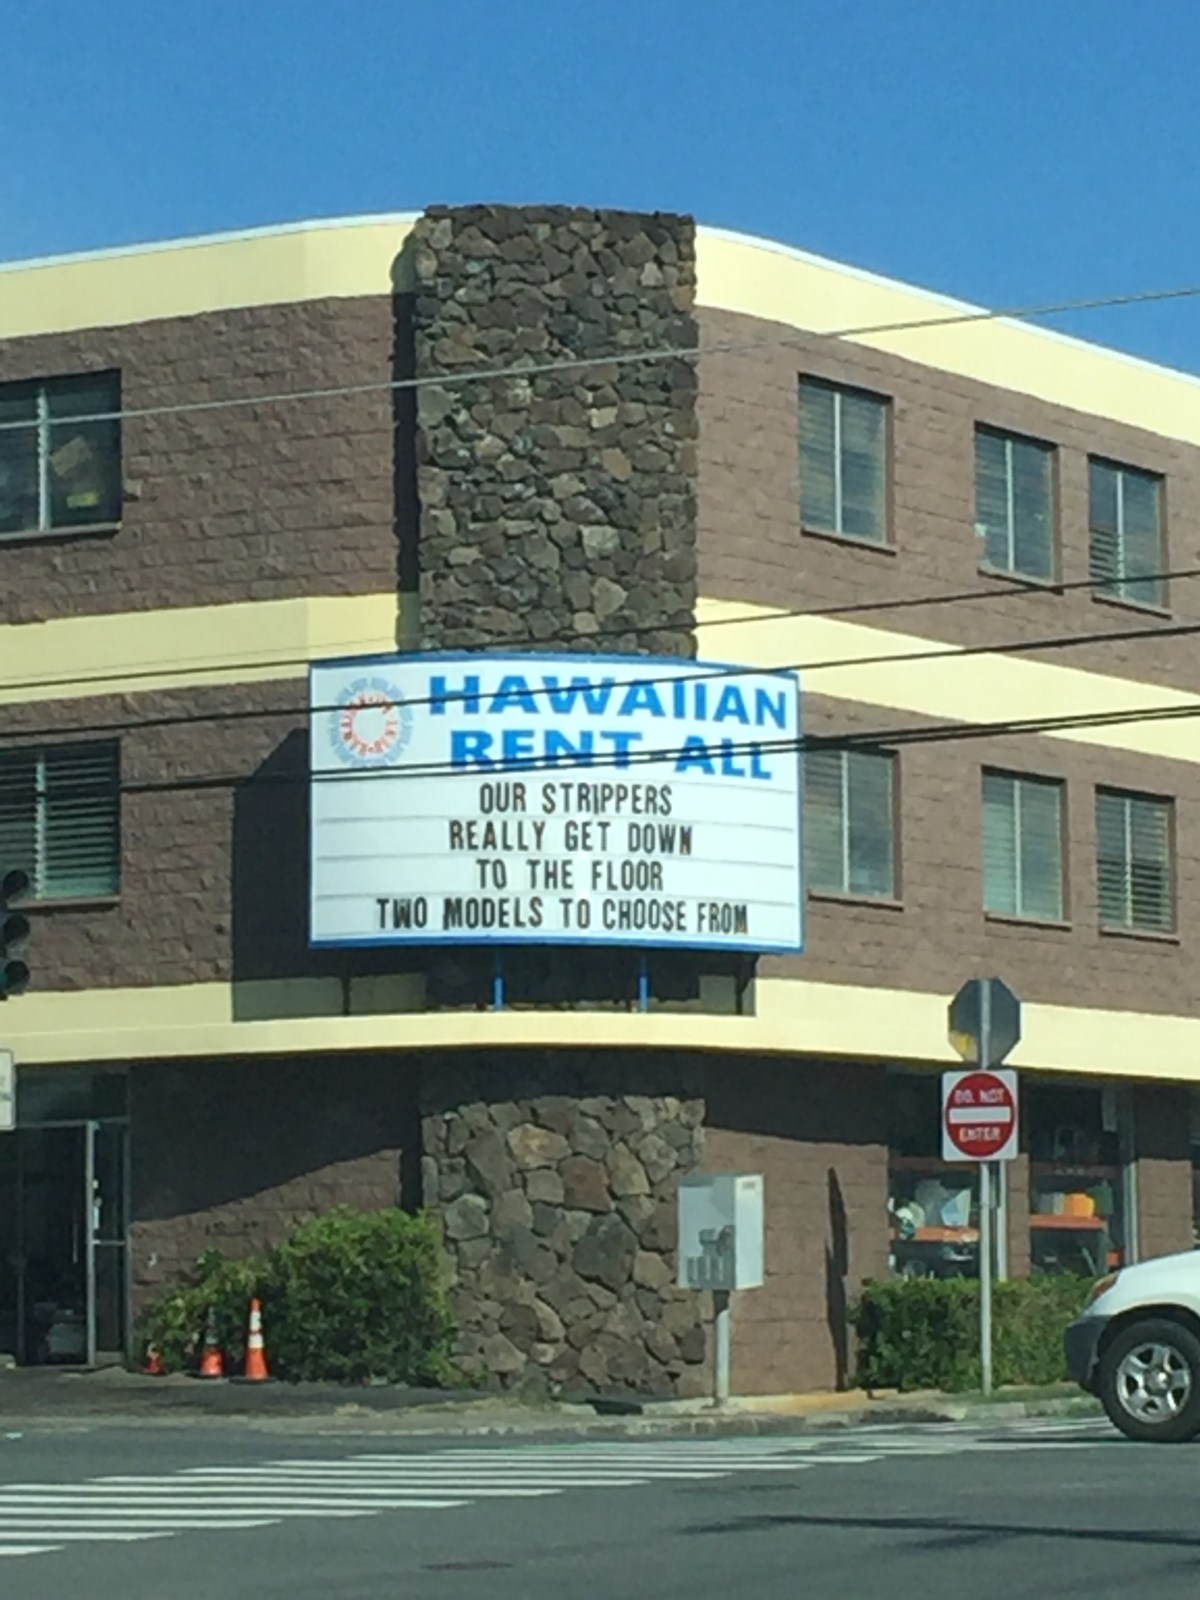 HAWAIIAN
RENT-ALL
OUR STRIPPERS
REALLY GET DOWN
TO THE FLOOR
TWO MODELS TO CHOOSE FROM
DO NOT
ENTER